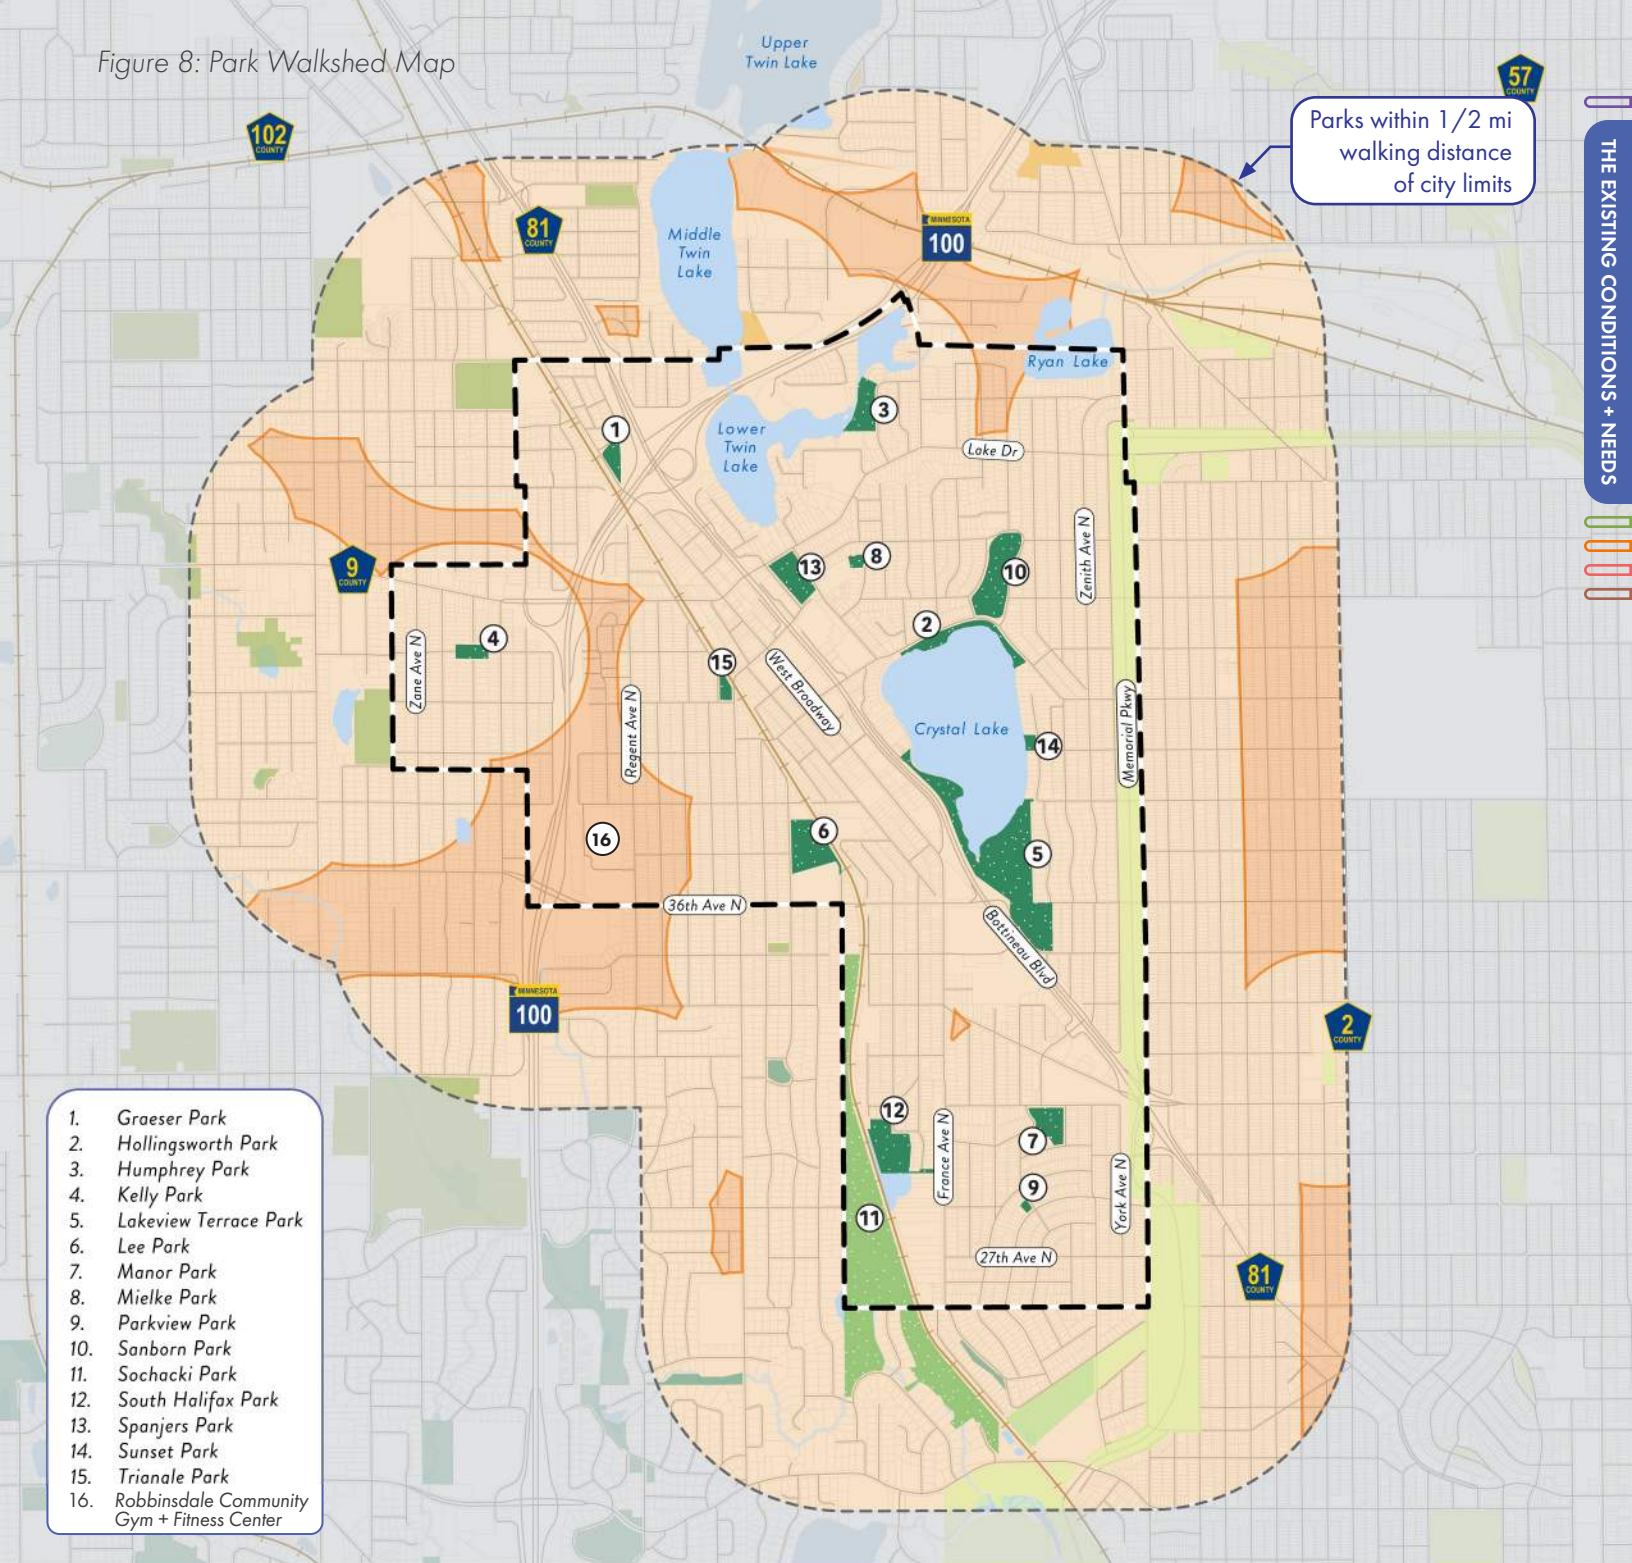 Figure 8: Park Walkshed Map
Upper
Twin Lake
57
COUNTY
102
COUNTY
Parks within 1/2 mi
walking distance
of city limits
THE EXISTING CONDITIONS + NEEDS
81
COUNTY
Middle
Twin
Lake
MINNESOTA
100
Ryan Lake
3
1
Lower
Twin
Lake
Lake Dr
Zenith Ave N
9
COUNTY
13
8
10
2
4
Zane Ave N
15
West Broadway
Regent Ave N
Crystal Lake
14
Memorial Pkwy
16
6
5
36th Ave N
Bottineau Blvd
MINNESOTA
100
2
COUNTY
12
France Ave N
7
9
York Ave N
11
27th Ave N
81
COUNTY
1. Graeser Park
2. Hollingsworth Park
3. Humphrey Park
4. Kelly Park
5. Lakeview Terrace Park
6. Lee Park
7. Manor Park
8. Mielke Park
9. Parkview Park
10. Sanborn Park
11. Sochacki Park
12. South Halifax Park
13. Spanjers Park
14. Sunset Park
15. Trianale Park
16. Robbinsdale Community
Gym + Fitness Center